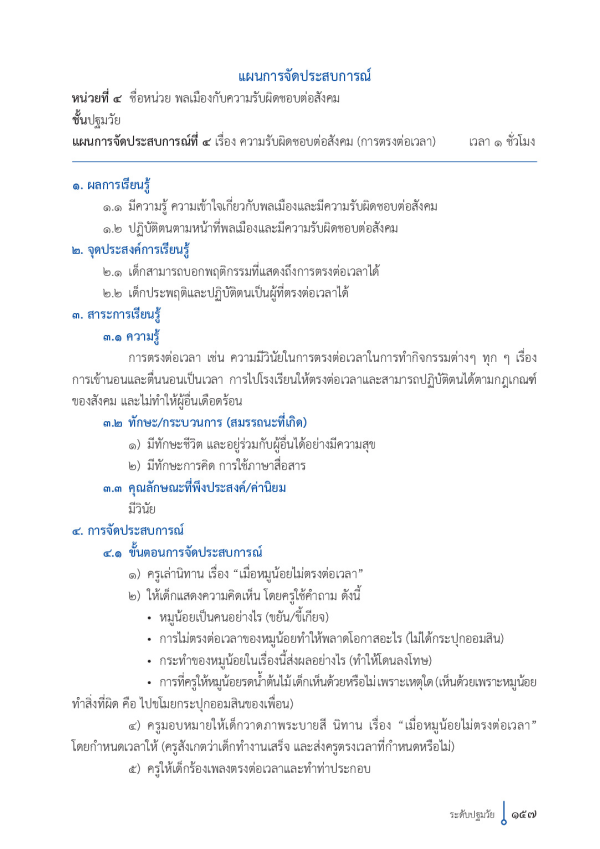 แผนการจัดประสบการณ์
หน่วยที่ ๔ ชื่อหน่วย พลเมืองกับความรับผิดชอบต่อสังคม
ชั้นปฐมวัย
แผนการจัดประสบการณ์ที่ ๔ เรื่อง ความรับผิดชอบต่อสังคม (การตรงต่อเวลา) เวลา ๑ ชั่วโมง
๑. ผลการเรียนรู้
๑.๑ มีความรู้ ความเข้าใจเกี่ยวกับพลเมืองและมีความรับผิดชอบต่อสังคม
๑.๒ ปฏิบัติตนตามหน้าที่พลเมืองและมีความรับผิดชอบต่อสังคม
๒. จุดประสงค์การเรียนรู้
๒.๑ เด็กสามารถบอกพฤติกรรมที่แสดงถึงการตรงต่อเวลาได้
๒.๒ เด็กประพฤติและปฏิบัติตนเป็นผู้ที่ตรงต่อเวลาได้
๓. สาระการเรียนรู้
๓.๑ ความรู้
การตรงต่อเวลา เช่น ความมีวินัยในการตรงต่อเวลาในการทำกิจกรรมต่างๆ ทุก ๆ เรื่อง
การเข้านอนและตื่นนอนเป็นเวลา การไปโรงเรียนให้ตรงต่อเวลาและสามารถปฏิบัติตนได้ตามกฎเกณฑ์
ของสังคม และไม่ทำให้ผู้อื่นเดือดร้อน
๓.๒ ทักษะ/กระบวนการ (สมรรถนะที่เกิด)
๑) มีทักษะชีวิต และอยู่ร่วมกับผู้อื่นได้อย่างมีความสุข
๒) มีทักษะการคิด การใช้ภาษาสื่อสาร
๓.๓ คุณลักษณะที่พึงประสงค์/ค่านิยม
มีวินัย
๔. การจัดประสบการณ์
๔.๑ ขั้นตอนการจัดประสบการณ์
๑) ครูเล่านิทาน เรื่อง “เมื่อหมูน้อยไม่ตรงต่อเวลา”
๒) ให้เด็กแสดงความคิดเห็น โดยครูใช้คำถาม ดังนี้
• หมูน้อยเป็นคนอย่างไร (ขยัน/ขี้เกียจ)
• การไม่ตรงต่อเวลาของหมูน้อยทำให้พลาดโอกาสอะไร (ไม่ได้กระปุกออมสิน)
• กระทำของหมูน้อยในเรื่องนี้ส่งผลอย่างไร (ทำให้โดนลงโทษ)
• การที่ครูให้หมูน้อยรดน้ำต้นไม้ เด็กเห็นด้วยหรือไม่ เพราะเหตุใด (เห็นด้วยเพราะหมูน้อย
ทำสิ่งที่ผิด คือ ไปขโมยกระปุกออมสินของเพื่อน)
๔) ครูมอบหมายให้เด็กวาดภาพระบายสี นิทาน เรื่อง “เมื่อหมูน้อยไม่ตรงต่อเวลา”
โดยกำหนดเวลาให้ (ครูสังเกตว่าเด็กทำงานเสร็จ และส่งครูตรงเวลาที่กำหนดหรือไม่)
๕) ครูให้เด็กร้องเพลงตรงต่อเวลาและทำท่าประกอบ
ระดับปฐมวัย ๑๕๗